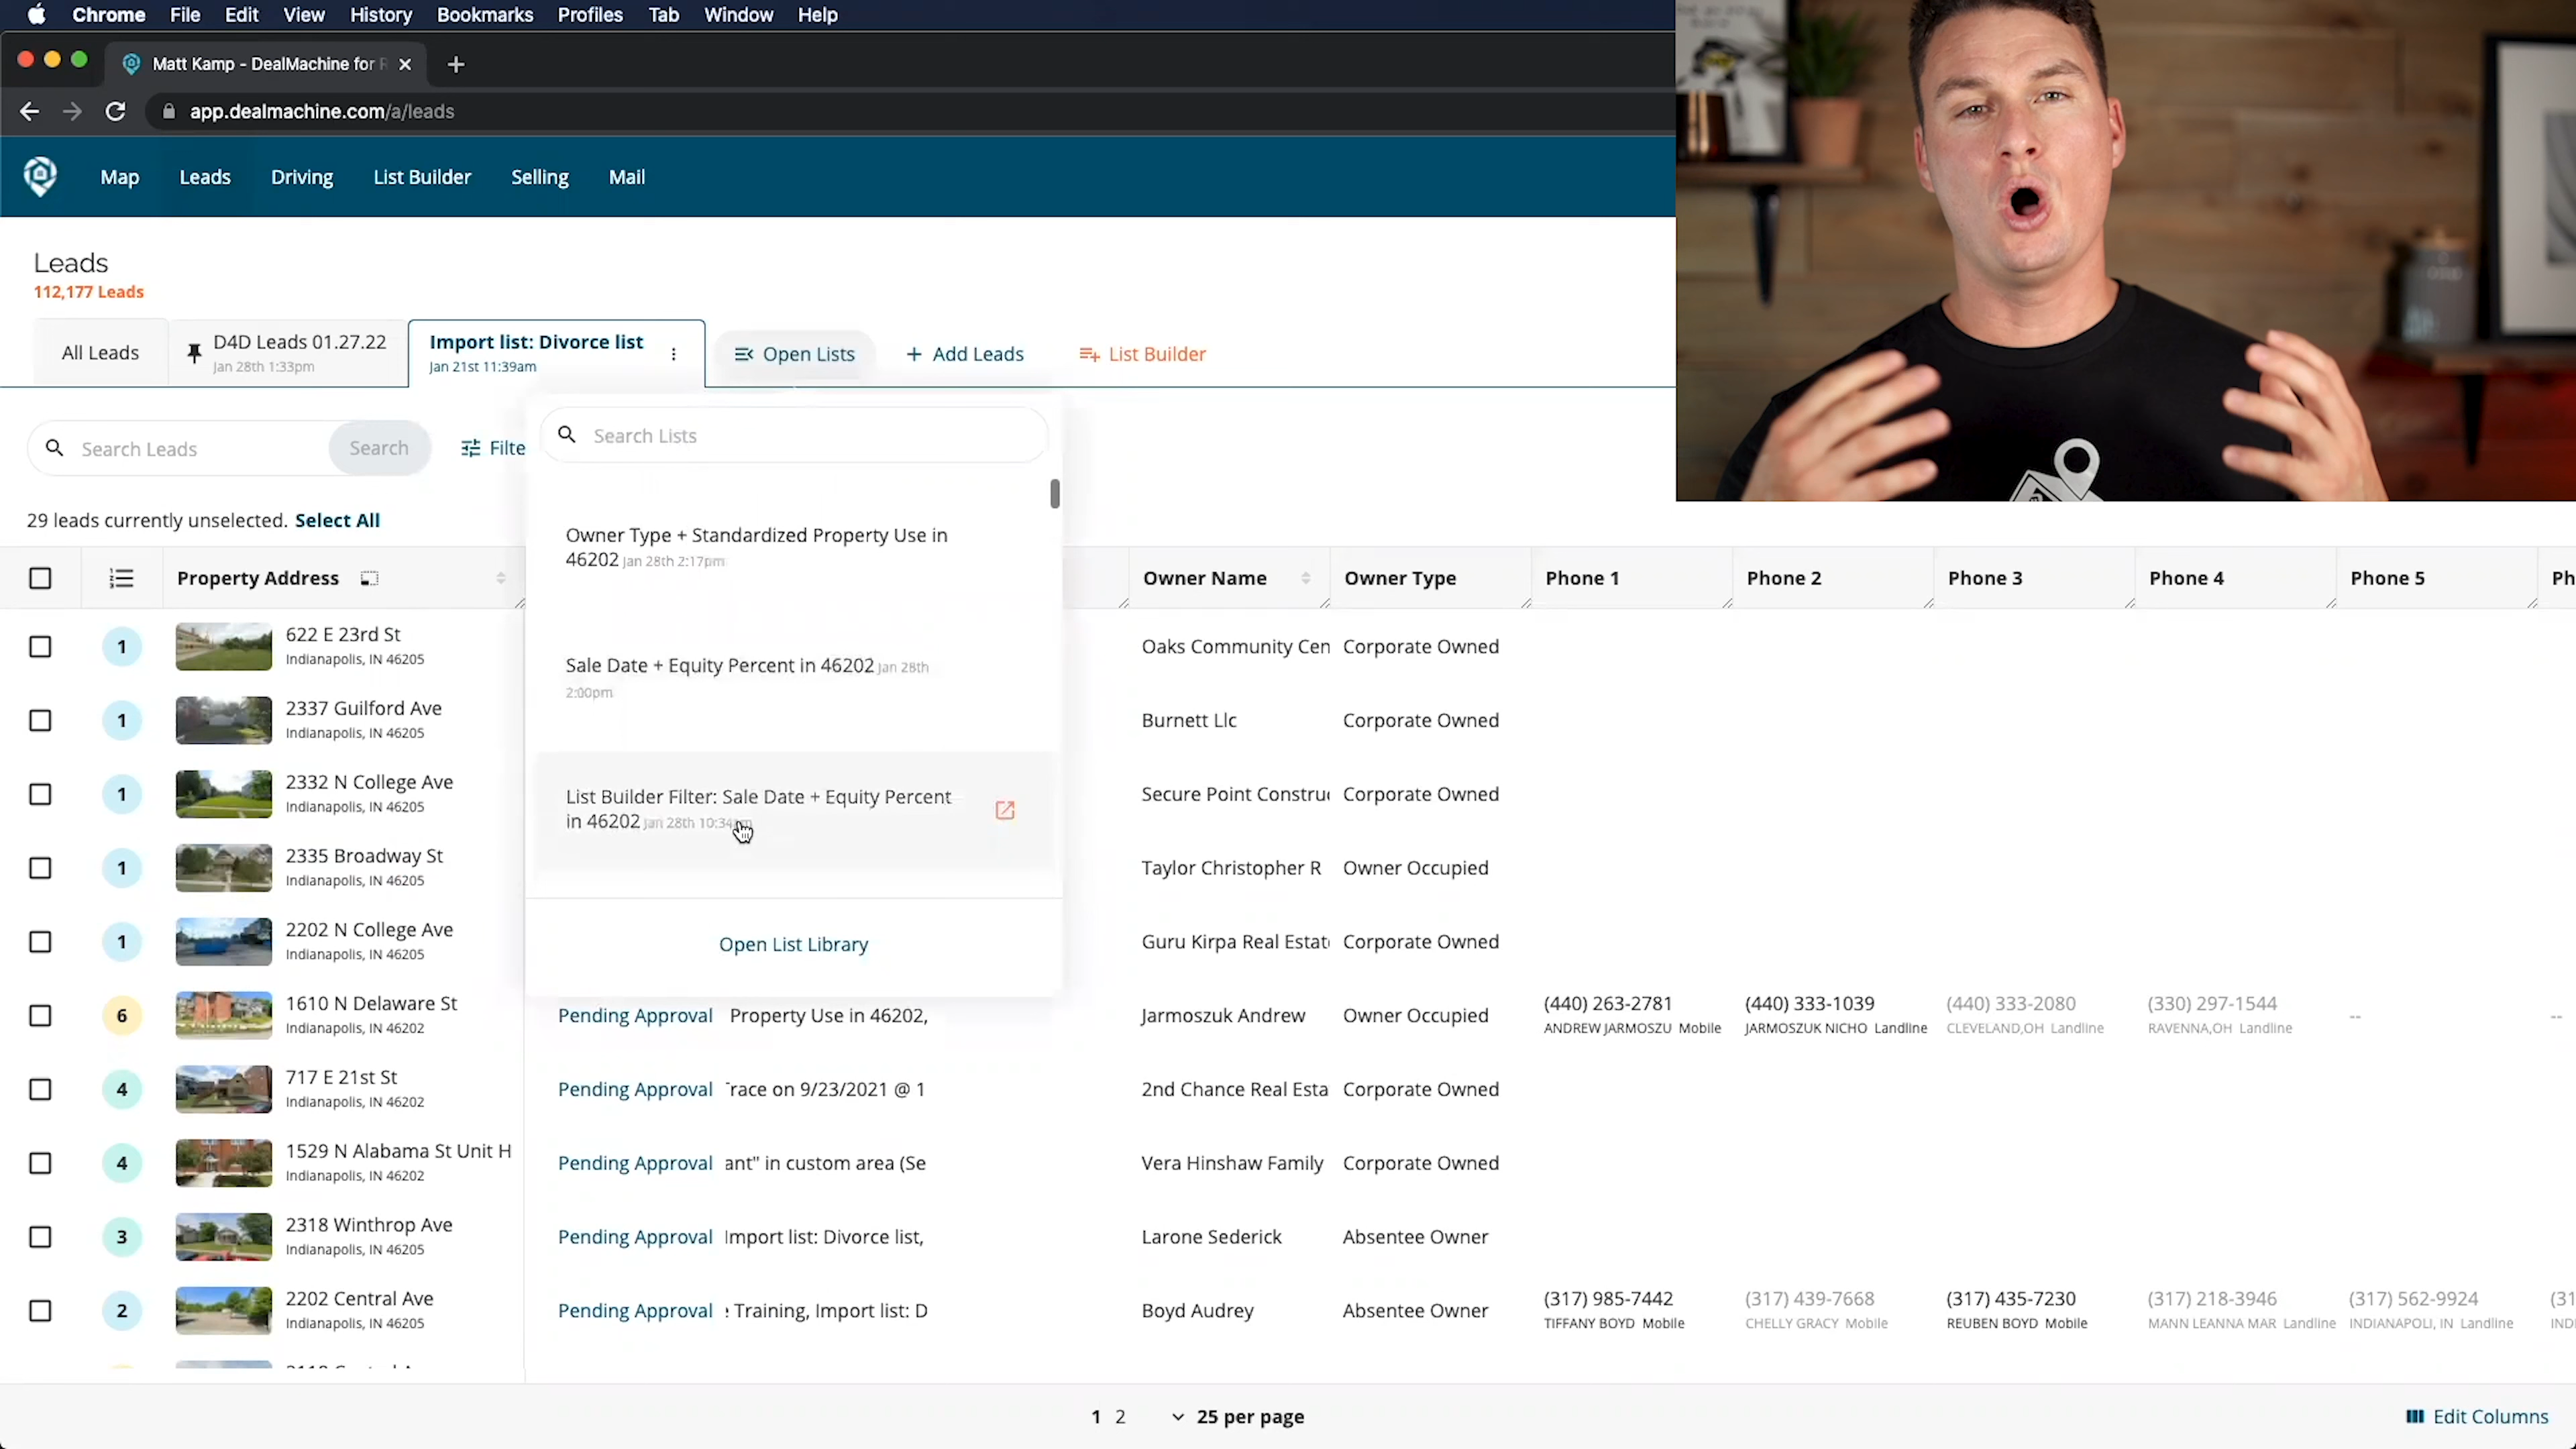 Chrome File Edit View History Bookmarks Profiles Tab Window Help
Matt Kamp - DealMachine for
app.dealmachine.com/a/leads
Map Leads Driving List Builder Selling Mail
Leads
112,177 Leads
All Leads
D4D Leads 01.27.22
Jan 28th 1:33pm
Import list: Divorce list
Jan 21st 11:39am
Open Lists
+ Add Leads
List Builder
Search Leads
Search
Filte
Search Lists
29 leads currently unselected. Select All
Owner Type + Standardized Property Use in
46202 Jan 28th 2:17pm
Sale Date + Equity Percent in 46202 Jan 28th
2:00pm
List Builder Filter: Sale Date + Equity Percent
in 46202 Jan 28th
Open List Library
Property Address Owner Name Owner Type Phone 1 Phone 2 Phone 3 Phone 4 Phone 5 Ph
1 622 E 23rd St Oaks Community Cen Corporate Owned
Indianapolis, IN 46205
1 2337 Guilford Ave Burnett Llc Corporate Owned
Indianapolis, IN 46205
1 2332 N College Ave Secure Point Constru Corporate Owned
Indianapolis, IN 46205
1 2335 Broadway St Taylor Christopher R Owner Occupied
Indianapolis, IN 46205
1 2202 N College Ave Guru Kirpa Real Estat Corporate Owned
Indianapolis, IN 46205
6 1610 N Delaware St Pending Approval Property Use in 46202, Jarmoszuk Andrew Owner Occupied (440) 263-2781 (440) 333-1039 (440) 333-2080 (330) 297-1544 -- --
Indianapolis, IN 46202 ANDREW JARMOSZU Mobile JARMOSZUK NICHO Landline CLEVELAND,OH Landline RAVENNA,OH Landline
4 717 E 21st St Pending Approval Trace on 9/23/2021 @ 1 2nd Chance Real Esta Corporate Owned
Indianapolis, IN 46202
4 1529 N Alabama St Unit H Pending Approval ant" in custom area (Se Vera Hinshaw Family Corporate Owned
Indianapolis, IN 46202
3 2318 Winthrop Ave Pending Approval Import list: Divorce list, Larone Sederick Absentee Owner
Indianapolis, IN 46205
2 2202 Central Ave Pending Approval Training, Import list: D Boyd Audrey Absentee Owner (317) 985-7442 (317) 439-7668 (317) 435-7230 (317) 218-3946 (317) 562-9924 (31
Indianapolis, IN 46205 TIFFANY BOYD Mobile CHELLY GRACY Mobile REUBEN BOYD Mobile MANN LEANNA MAR Landline INDIANAPOLI, IN Landline IND
1 2 25 per page Edit Columns